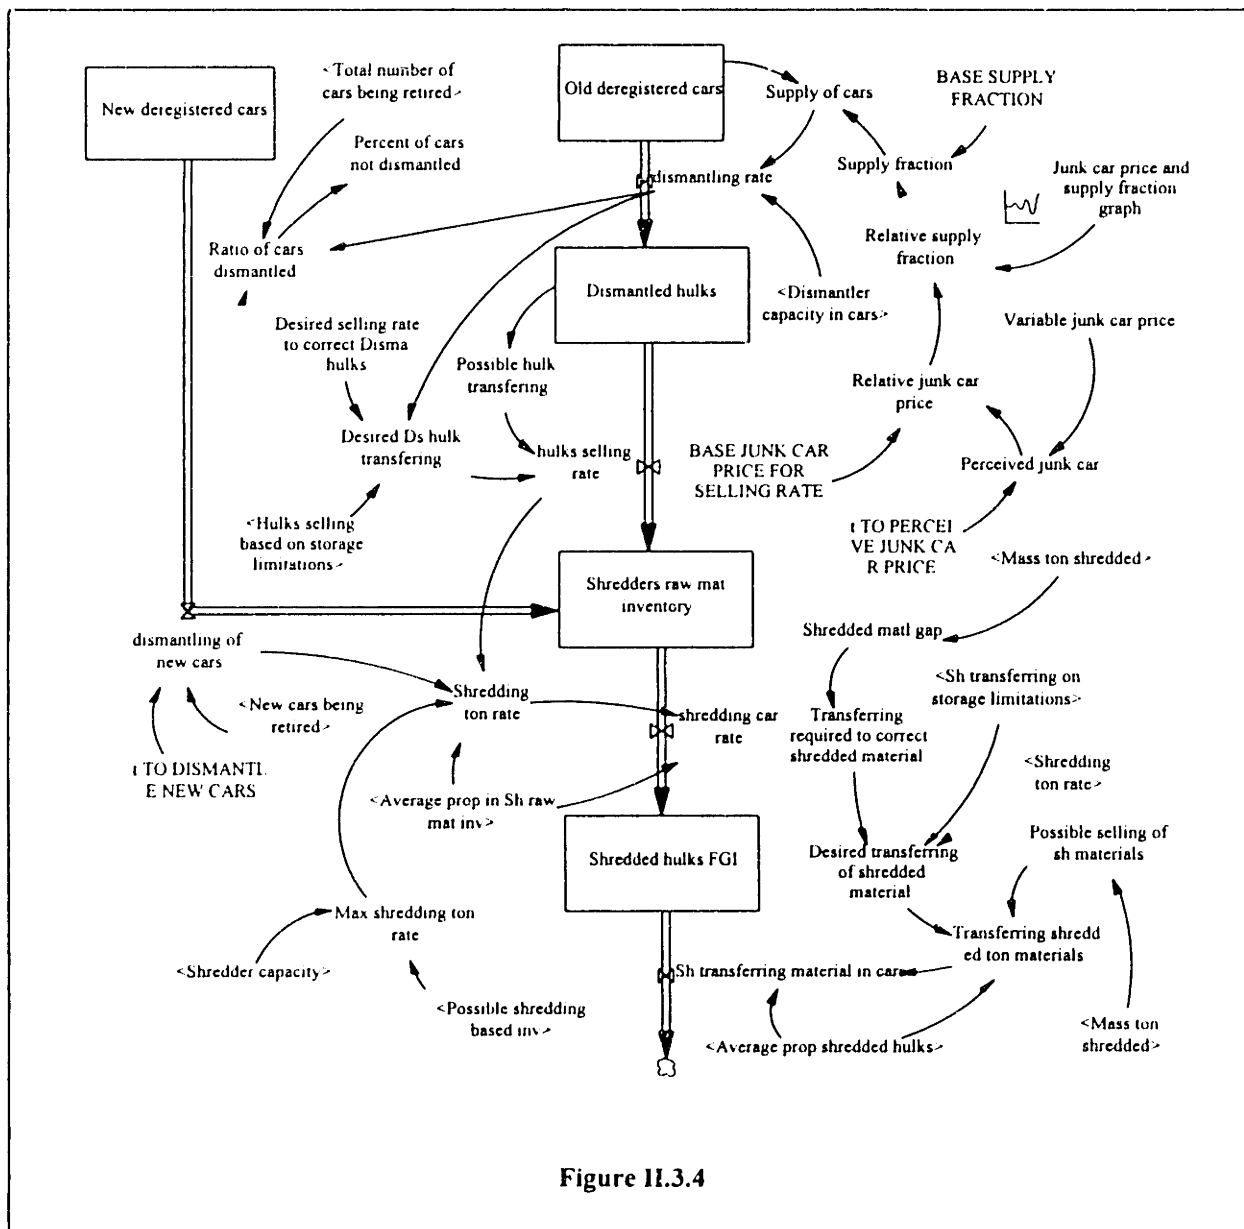 New deregistered cars
<Total number of
cars being retired>
Percent of cars
not dismantled
Old deregistered cars
Supply of cars
BASE SUPPLY
FRACTION
Supply fraction
dismantling rate
Junk car price and
supply fraction
graph
Ratio of cars
dismantled
Relative supply
fraction
Dismantled hulks
<Dismantler
capacity in cars>
Variable junk car price
Desired selling rate
to correct Disma
hulks
Possible hulk
transfering
Relative junk car
price
Desired Ds hulk
transfering
hulks selling
rate
BASE JUNK CAR
PRICE FOR
SELLING RATE
Perceived junk car
<Hulks selling
based on storage
limitations>
t TO PERCEI
VE JUNK CA
R PRICE
<Mass ton shredded>
Shredders raw mat
inventory
dismantling of
new cars
Shredded matl gap
<Sh transferring on
storage limitations>
<New cars being
retired>
Shredding
ton rate
shredding car
rate
Transferring
required to correct
shredded material
t TO DISMANTL
E NEW CARS
<Shredding
ton rate>
<Average prop in Sh raw
mat inv>
Shredded hulks FGI
Desired transferring
of shredded
material
Possible selling of
sh materials
Max shredding ton
rate
Transferring shredd
ed ton materials
<Shredder capacity>
Sh transferring material in cars
<Possible shredding
based inv>
<Average prop shredded hulks>
<Mass ton
shredded>
Figure II.3.4